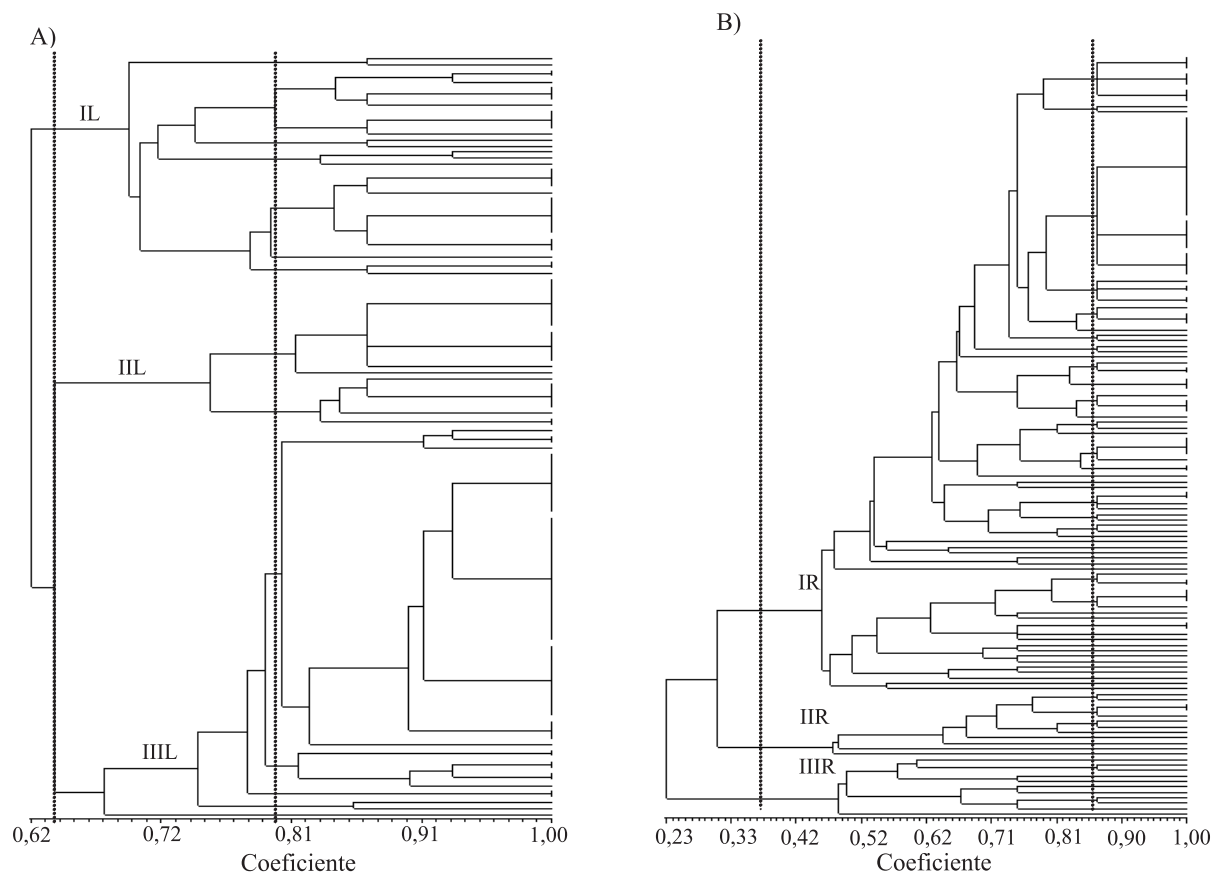 A)
IL
IIL
IIIL
0,62 0,72 0,81 0,91 1,00
Coeficiente
B)
IR
IIR
IIIR
0,23 0,33 0,42 0,52 0,62 0,71 0,81 0,90 1,00
Coeficiente